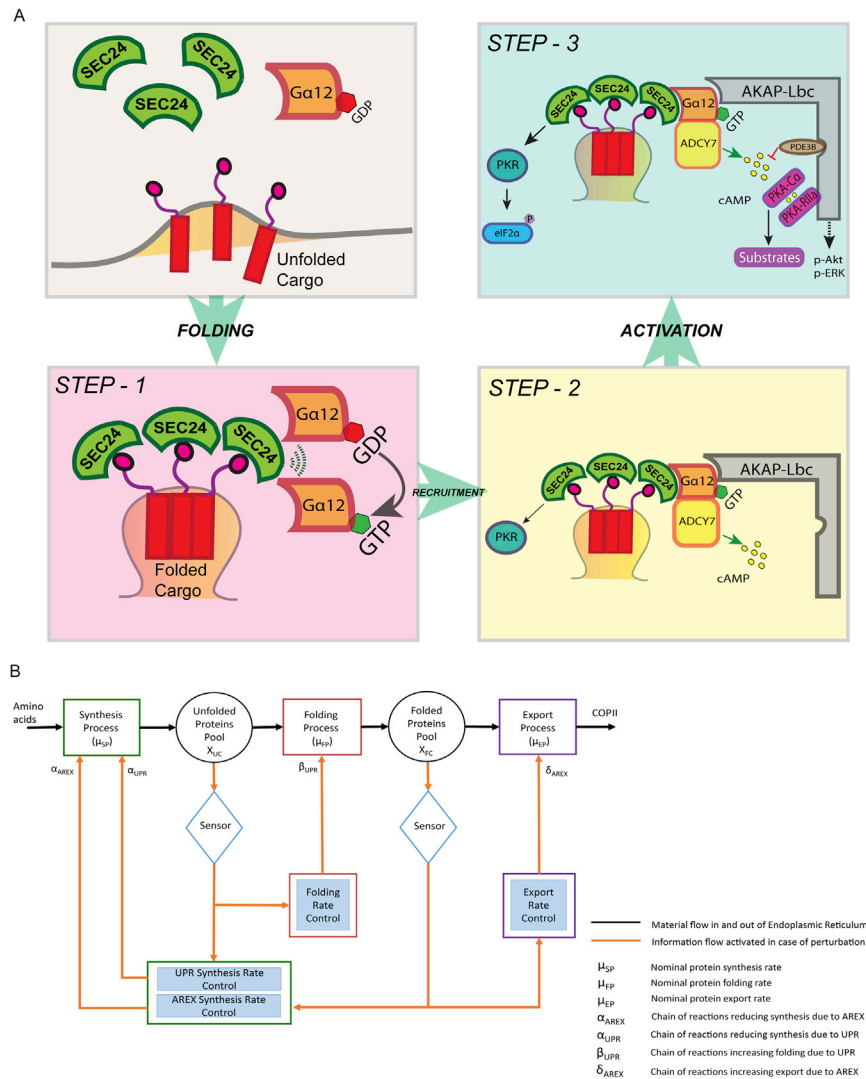 A
SEC24
SEC24
SEC24
Gα12
GDP
Unfolded
Cargo
FOLDING
STEP - 1
SEC24
SEC24
SEC24
Gα12
GDP
Gα12
GTP
Folded
Cargo
RECRUITMENT
STEP - 3
SEC24
SEC24
SEC24
Gα12
AKAP-Lbc
GTP
ADCY7
PDE3B
PKR
cAMP
PKA-Cα
PKA-RIIa
P
eIF2α
Substrates
p-Akt
p-ERK
ACTIVATION
STEP - 2
SEC24
SEC24
SEC24
Gα12
AKAP-Lbc
GTP
ADCY7
PKR
cAMP
B
Amino
acids
Synthesis
Process
(μSP)
Unfolded
Proteins
Pool
XUC
Folding
Process
(μFP)
Folded
Proteins
Pool
XFC
Export
Process
(μEP)
COPII
αAREX
αUPR
βUPR
δAREX
Sensor
Sensor
Folding
Rate
Control
Export
Rate
Control
UPR Synthesis Rate
Control
AREX Synthesis Rate
Control
Material flow in and out of Endoplasmic Reticulum
Information flow activated in case of perturbation
μSP Nominal protein synthesis rate
μFP Nominal protein folding rate
μEP Nominal protein export rate
αAREX Chain of reactions reducing synthesis due to AREX
αUPR Chain of reactions reducing synthesis due to UPR
βUPR Chain of reactions increasing folding due to UPR
δAREX Chain of reactions increasing export due to AREX